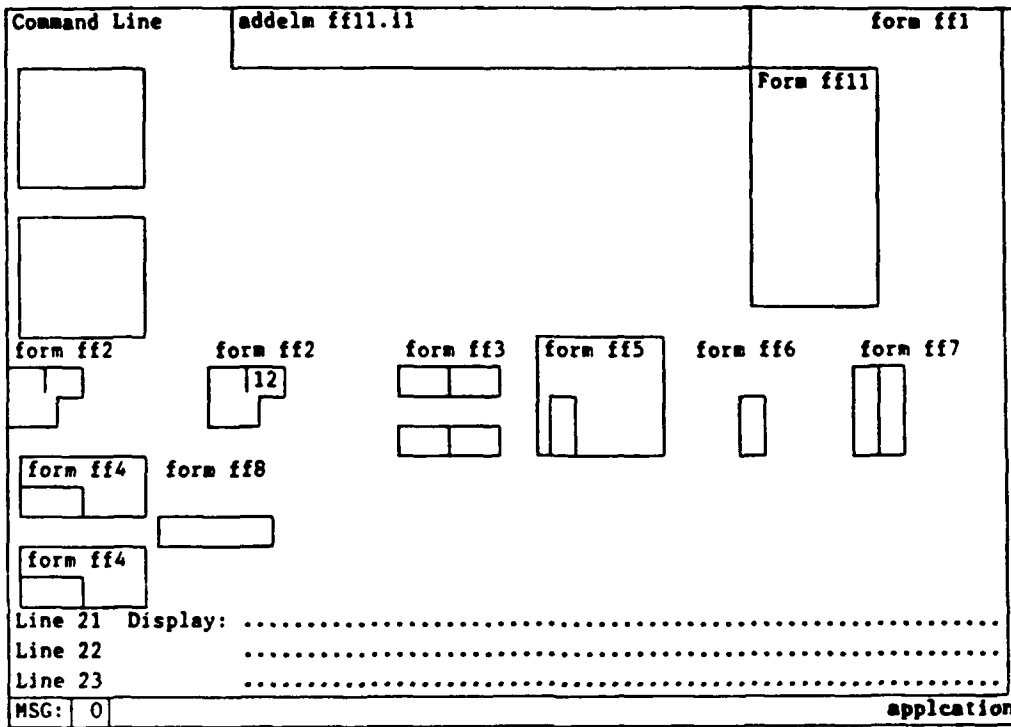 Command Line addelm ff11.i1 form ff1
Form ff11
form ff2 form ff2 form ff3 form ff5 form ff6 form ff7
12
form ff4 form ff8
form ff4
Line 21 Display: ..............................................................
Line 22 ..............................................................
Line 23 ..............................................................
MSG: 0 applcation